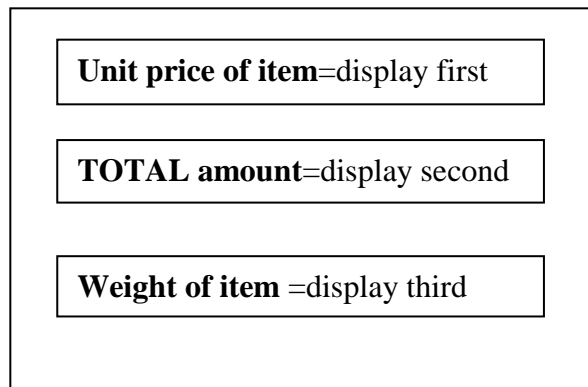 Unit price of item=display first
TOTAL amount=display second
Weight of item =display third